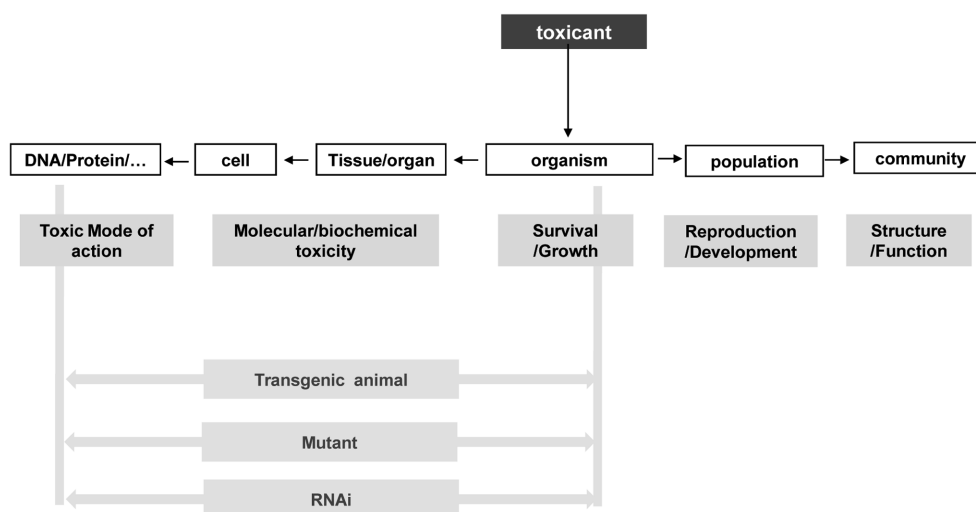 toxicant
DNA/Protein/…
cell
Tissue/organ
organism
population
community
Toxic Mode of
action
Molecular/biochemical
toxicity
Survival
/Growth
Reproduction
/Development
Structure
/Function
Transgenic animal
Mutant
RNAi